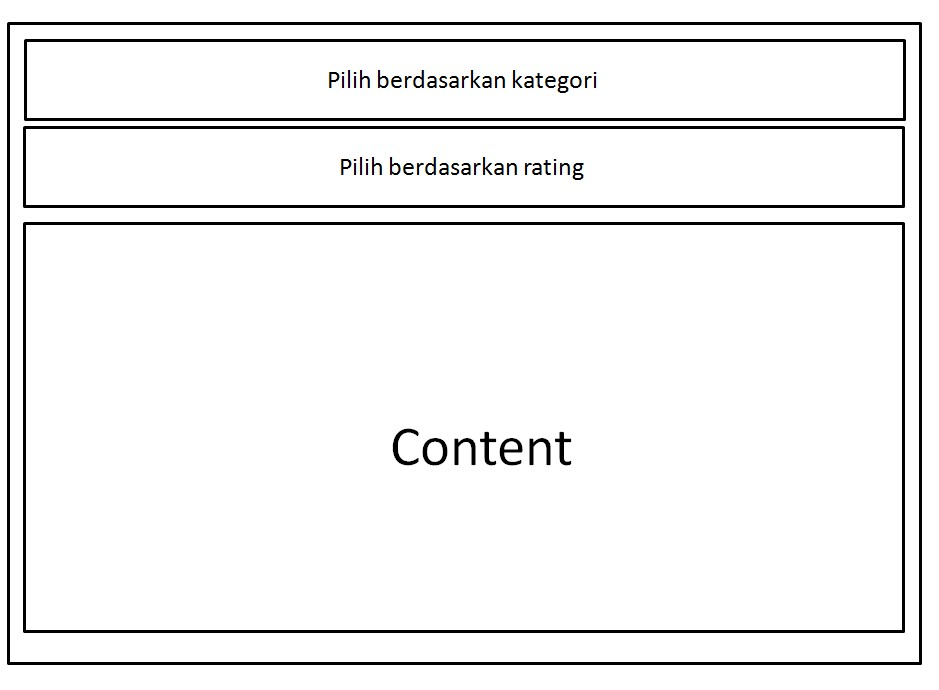 Pilih berdasarkan kategori
Pilih berdasarkan rating
Content